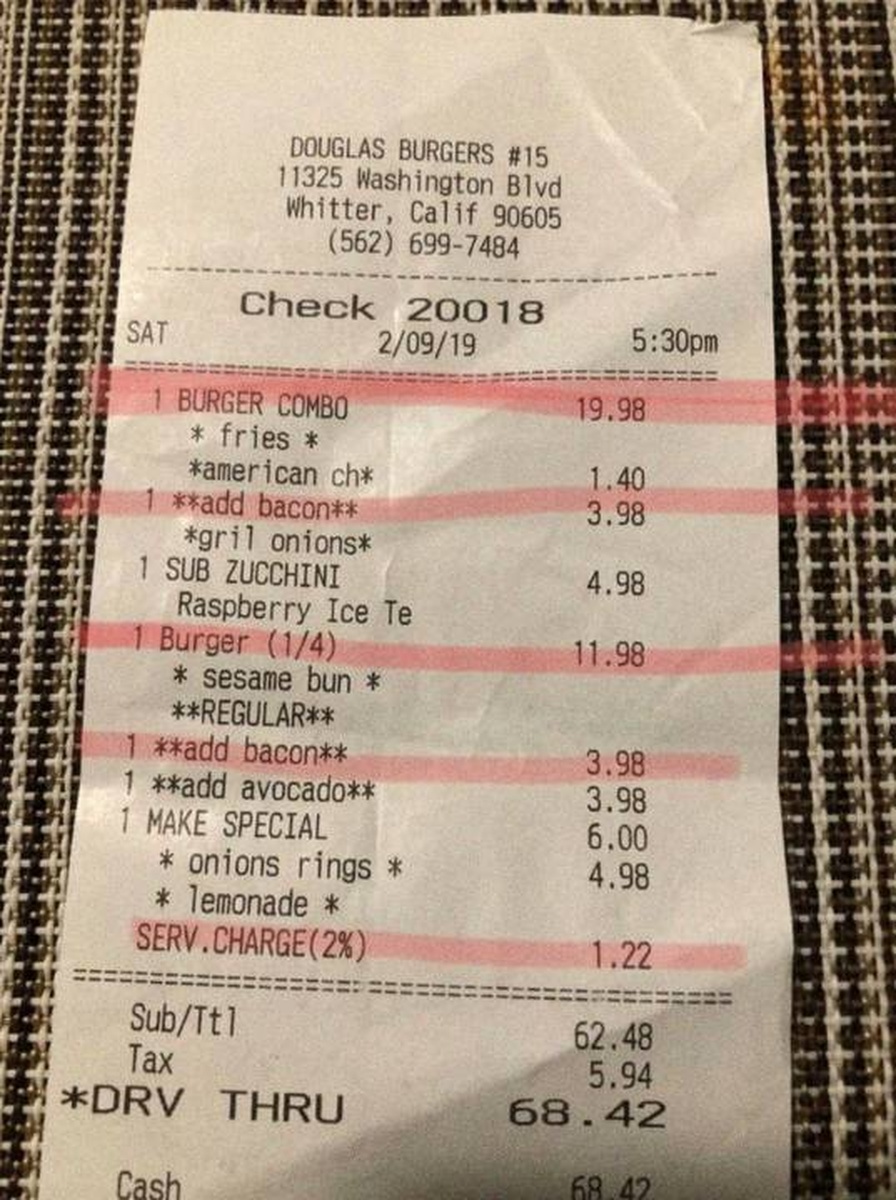 DOUGLAS BURGERS #15
11325 Washington Blvd
Whitter, Calif 90605
(562) 699-7484
Check 20018
SAT 2/09/19 5:30pm
1 BURGER COMBO 19.98
* fries *
*american ch* 1.40
1 **add bacon** 3.98
*gril onions*
1 SUB ZUCCHINI 4.98
Raspberry Ice Te
1 Burger (1/4) 11.98
* sesame bun *
**REGULAR**
1 **add bacon** 3.98
1 **add avocado** 3.98
1 MAKE SPECIAL 6.00
* onions rings * 4.98
* lemonade *
SERV.CHARGE(2%) 1.22
Sub/Ttl 62.48
Tax 5.94
*DRV THRU 68.42
Cash 68.42